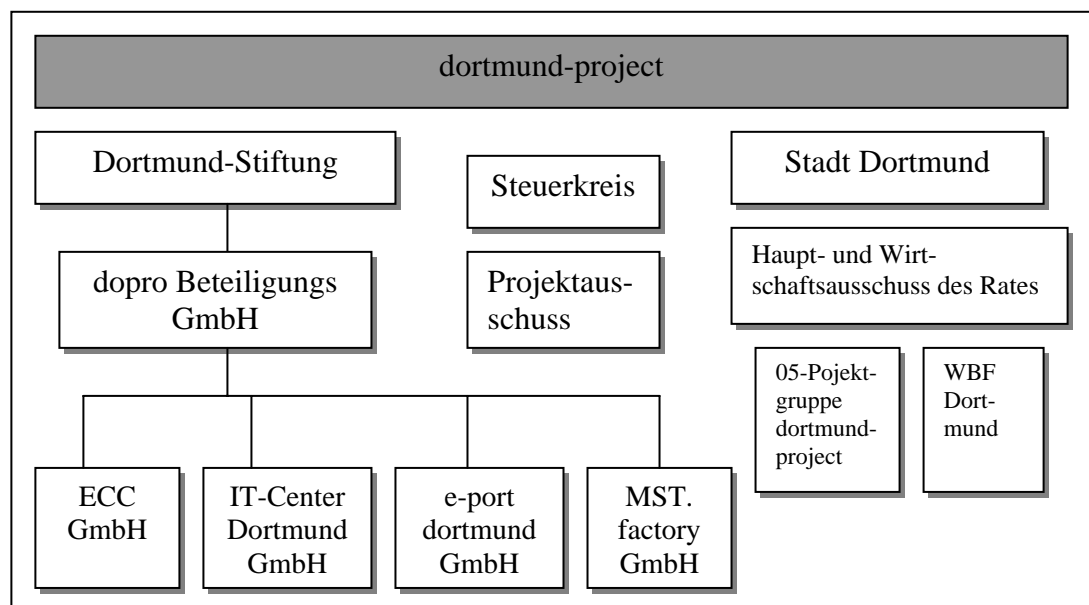 dortmund-project
Dortmund-Stiftung
Steuerkreis
Stadt Dortmund
dopro Beteiligungs
GmbH
Projektaus-
schuss
Haupt- und Wirt-
schaftsausschuss des Rates
05-Pojekt-
gruppe
dortmund-
project
WBF
Dort-
mund
ECC
GmbH
IT-Center
Dortmund
GmbH
e-port
dortmund
GmbH
MST.
factory
GmbH